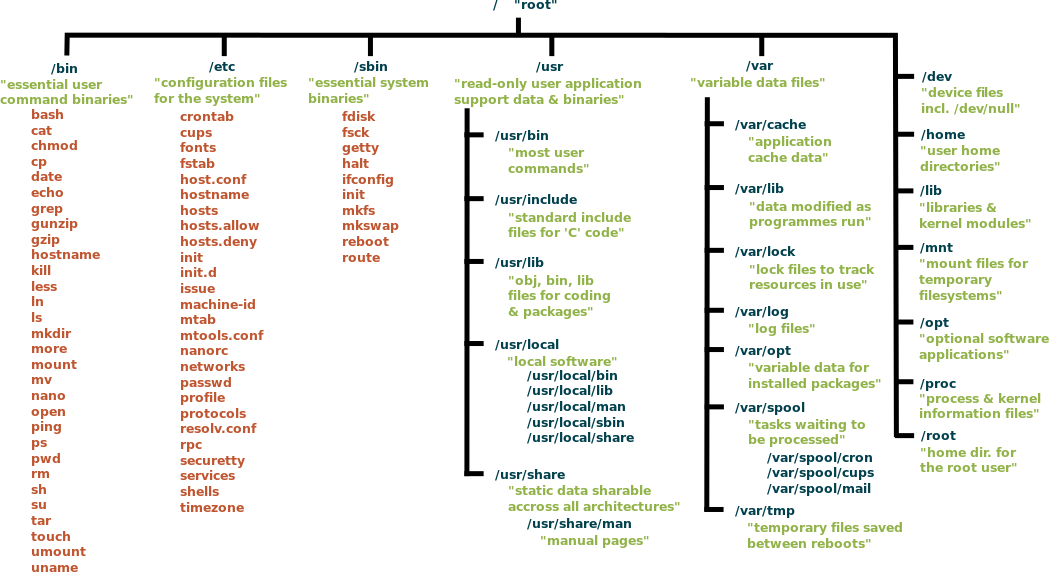 / "root"
/bin
"essential user
command binaries"
bash
cat
chmod
cp
date
echo
grep
gunzip
gzip
hostname
kill
less
ln
ls
mkdir
more
mount
mv
nano
open
ping
ps
pwd
rm
sh
su
tar
touch
umount
uname
/etc
"configuration files
for the system"
crontab
cups
fonts
fstab
host.conf
hostname
hosts
hosts.allow
hosts.deny
init
init.d
issue
machine-id
mtab
mtools.conf
nanorc
networks
passwd
profile
protocols
resolv.conf
rpc
securetty
services
shells
timezone
/sbin
"essential system
binaries"
fdisk
fsck
getty
halt
ifconfig
init
mkfs
mkswap
reboot
route
/usr
"read-only user application
support data & binaries"
/usr/bin
"most user
commands"
/usr/include
"standard include
files for 'C' code"
/usr/lib
"obj, bin, lib
files for coding
& packages"
/usr/local
"local software"
/usr/local/bin
/usr/local/lib
/usr/local/man
/usr/local/sbin
/usr/local/share
/usr/share
"static data sharable
accross all architectures"
/usr/share/man
"manual pages"
/var
"variable data files"
/var/cache
"application
cache data"
/var/lib
"data modified as
programmes run"
/var/lock
"lock files to track
resources in use"
/var/log
"log files"
/var/opt
"variable data for
installed packages"
/var/spool
"tasks waiting to
be processed"
/var/spool/cron
/var/spool/cups
/var/spool/mail
/var/tmp
"temporary files saved
between reboots"
/dev
"device files
incl. /dev/null"
/home
"user home
directories"
/lib
"libraries &
kernel modules"
/mnt
"mount files for
temporary
filesystems"
/opt
"optional software
applications"
/proc
"process & kernel
information files"
/root
"home dir. for
the root user"